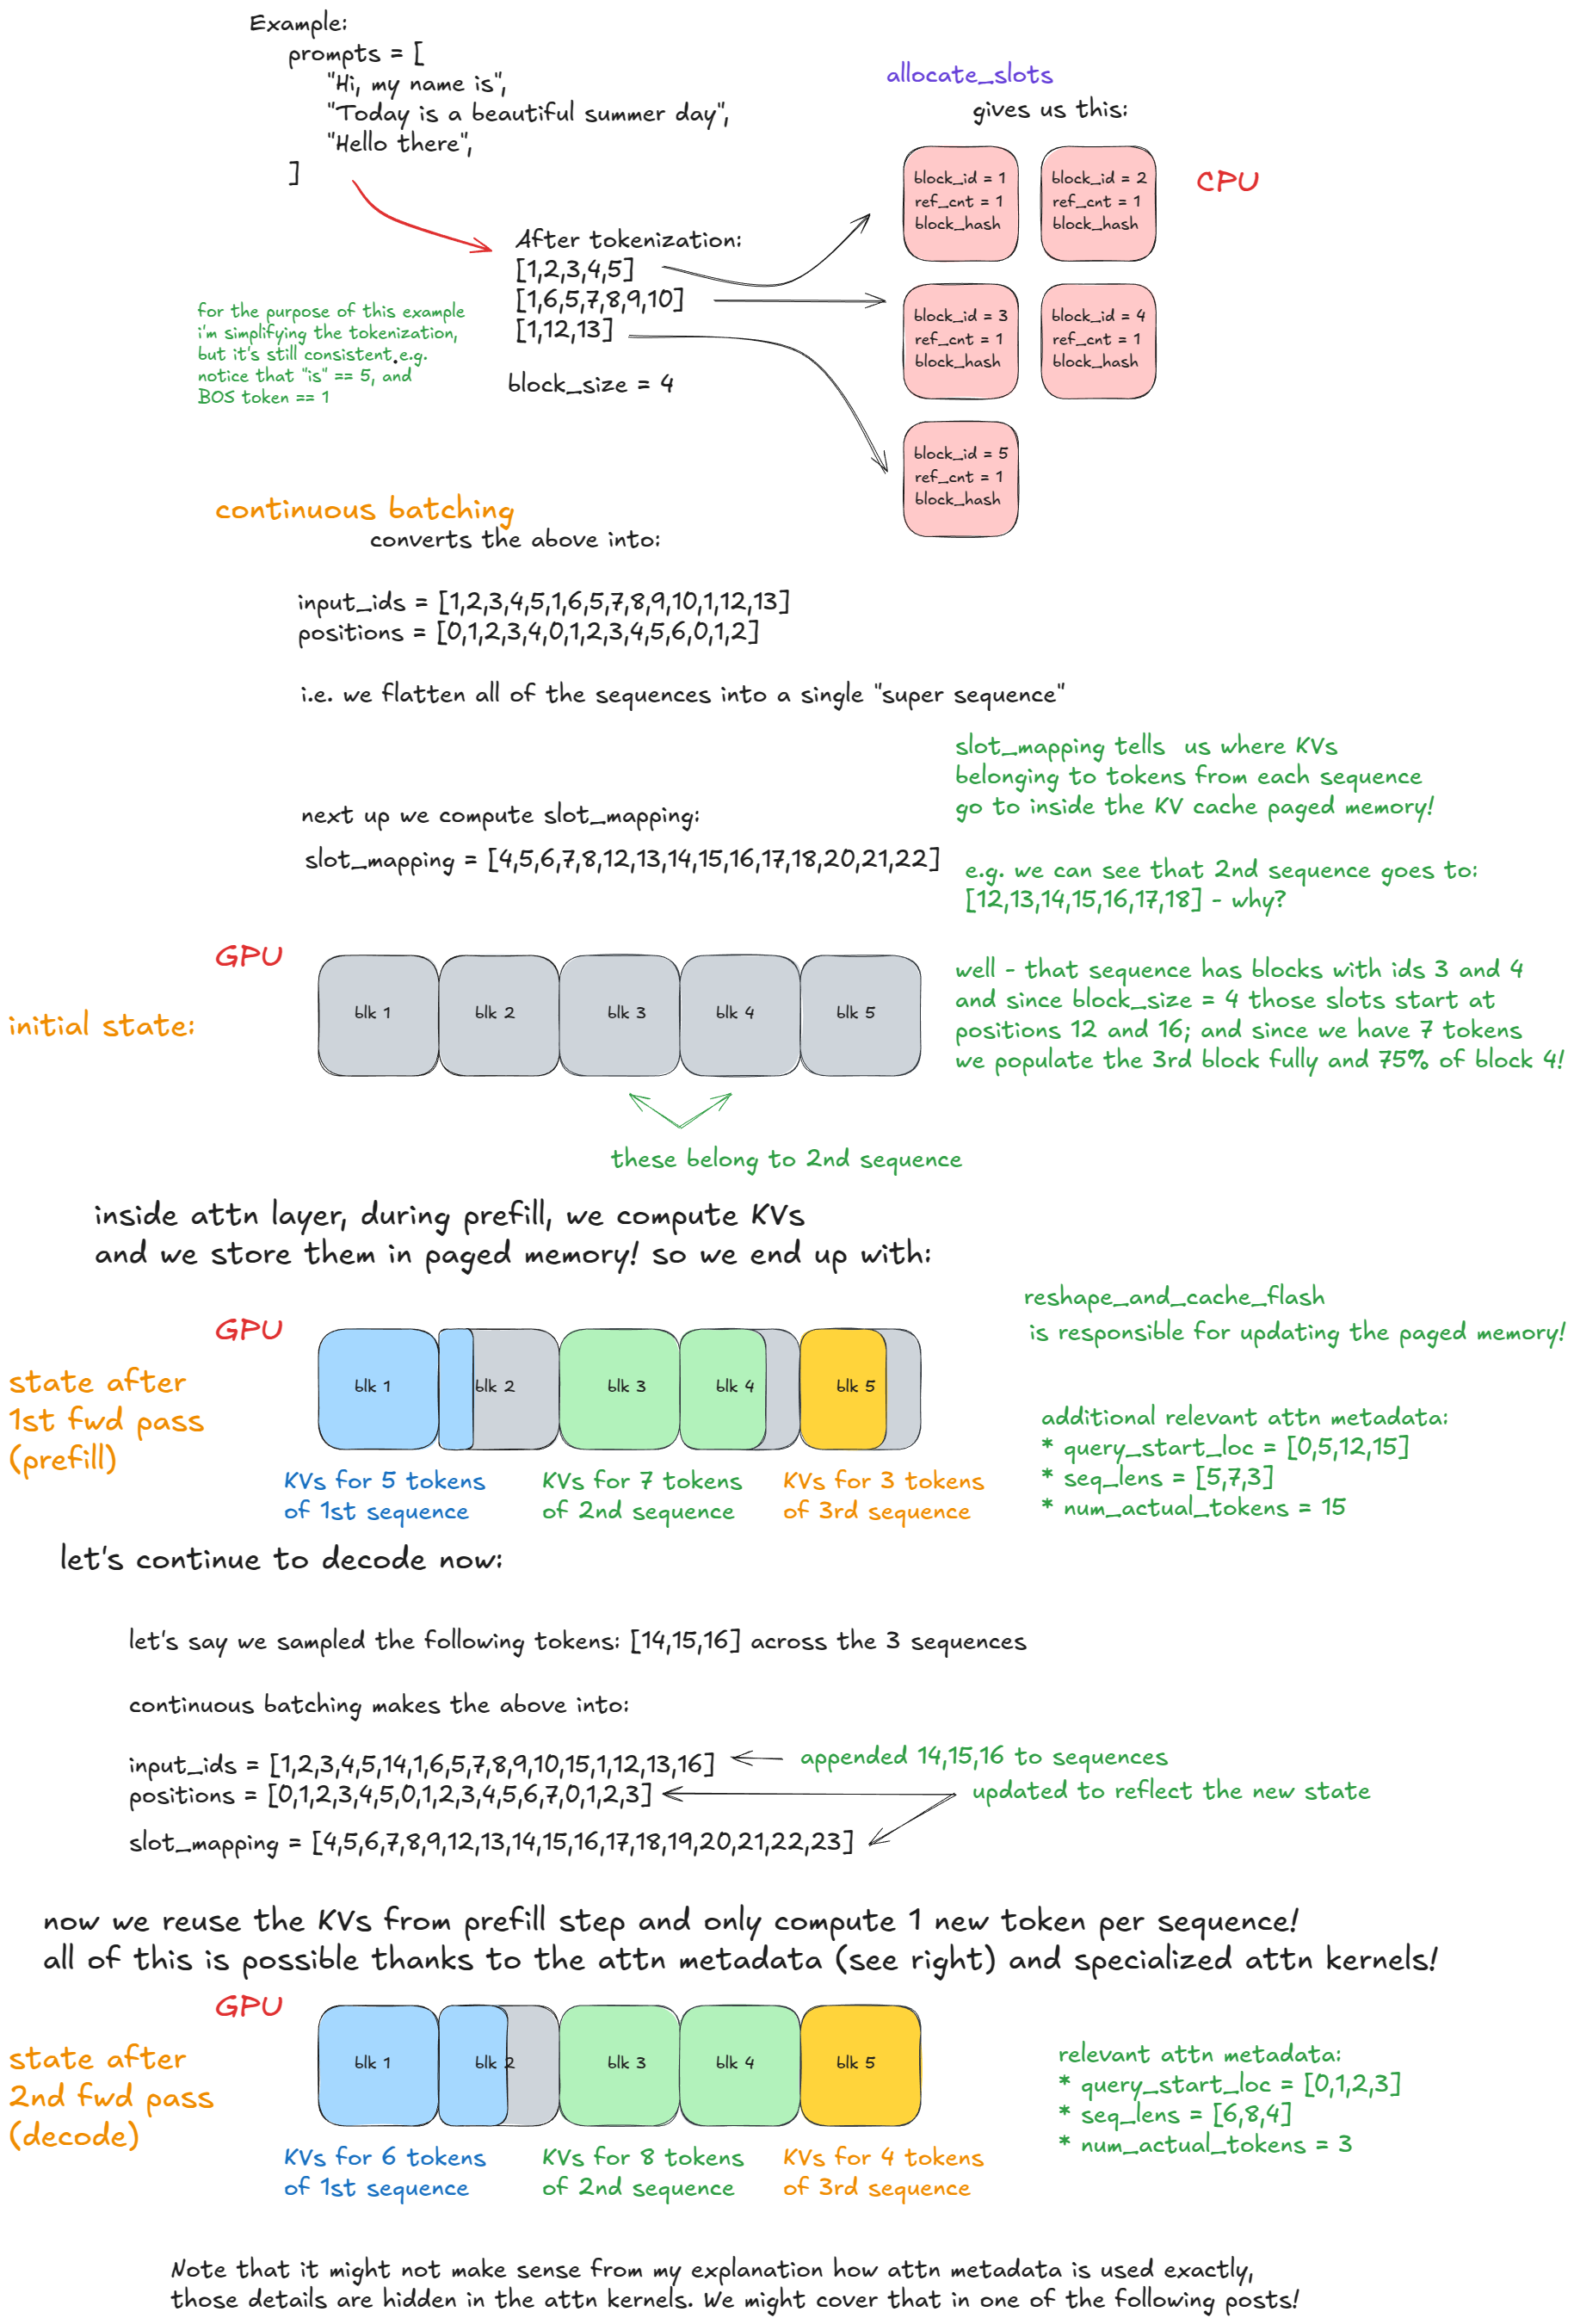 Example:
prompts = [
"Hi, my name is",
"Today is a beautiful summer day",
"Hello there",
]
allocate_slots
gives us this:
block_id = 1
ref_cnt = 1
block_hash
block_id = 2
ref_cnt = 1
block_hash
CPU
After tokenization:
[1,2,3,4,5]
[1,6,5,7,8,9,10]
[1,12,13]
block_size = 4
for the purpose of this example
i'm simplifying the tokenization,
but it's still consistent.e.g.
notice that "is" == 5, and
BOS token == 1
block_id = 3
ref_cnt = 1
block_hash
block_id = 4
ref_cnt = 1
block_hash
block_id = 5
ref_cnt = 1
block_hash
continuous batching
converts the above into:
input_ids = [1,2,3,4,5,1,6,5,7,8,9,10,1,12,13]
positions = [0,1,2,3,4,0,1,2,3,4,5,6,0,1,2]
i.e. we flatten all of the sequences into a single "super sequence"
next up we compute slot_mapping:
slot_mapping = [4,5,6,7,8,12,13,14,15,16,17,18,20,21,22]
slot_mapping tells us where KVs
belonging to tokens from each sequence
go to inside the KV cache paged memory!
e.g. we can see that 2nd sequence goes to:
[12,13,14,15,16,17,18] - why?
well - that sequence has blocks with ids 3 and 4
and since block_size = 4 those slots start at
positions 12 and 16; and since we have 7 tokens
we populate the 3rd block fully and 75% of block 4!
GPU
initial state:
blk 1
blk 2
blk 3
blk 4
blk 5
these belong to 2nd sequence
inside attn layer, during prefill, we compute KVs
and we store them in paged memory! so we end up with:
reshape_and_cache_flash
is responsible for updating the paged memory!
GPU
state after
1st fwd pass
(prefill)
blk 1
blk 2
blk 3
blk 4
blk 5
KVs for 5 tokens
of 1st sequence
KVs for 7 tokens
of 2nd sequence
KVs for 3 tokens
of 3rd sequence
additional relevant attn metadata:
* query_start_loc = [0,5,12,15]
* seq_lens = [5,7,3]
* num_actual_tokens = 15
let's continue to decode now:
let's say we sampled the following tokens: [14,15,16] across the 3 sequences
continuous batching makes the above into:
input_ids = [1,2,3,4,5,14,1,6,5,7,8,9,10,15,1,12,13,16]
appended 14,15,16 to sequences
positions = [0,1,2,3,4,5,0,1,2,3,4,5,6,7,0,1,2,3]
updated to reflect the new state
slot_mapping = [4,5,6,7,8,9,12,13,14,15,16,17,18,19,20,21,22,23]
now we reuse the KVs from prefill step and only compute 1 new token per sequence!
all of this is possible thanks to the attn metadata (see right) and specialized attn kernels!
GPU
state after
2nd fwd pass
(decode)
blk 1
blk 2
blk 3
blk 4
blk 5
KVs for 6 tokens
of 1st sequence
KVs for 8 tokens
of 2nd sequence
KVs for 4 tokens
of 3rd sequence
relevant attn metadata:
* query_start_loc = [0,1,2,3]
* seq_lens = [6,8,4]
* num_actual_tokens = 3
Note that it might not make sense from my explanation how attn metadata is used exactly,
those details are hidden in the attn kernels. We might cover that in one of the following posts!